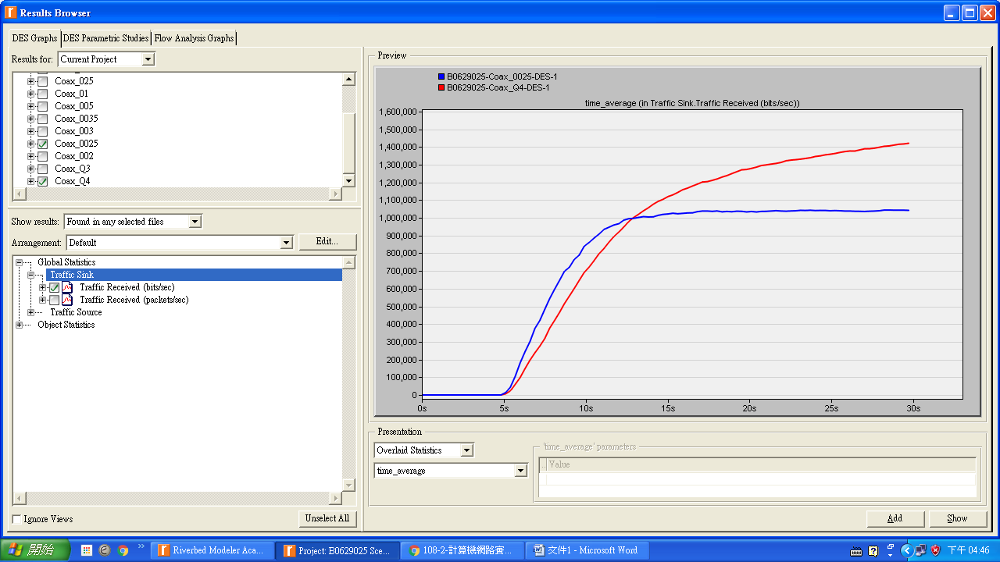 Results Browser
DES Graphs DES Parametric Studies Flow Analysis Graphs
Results for: Current Project
Coax_025
Coax_01
Coax_005
Coax_0035
Coax_003
Coax_0025
Coax_002
Coax_Q3
Coax_Q4
Show results: Found in any selected files
Arrangement: Default Edit...
Global Statistics
Traffic Sink
Traffic Received (bits/sec)
Traffic Received (packets/sec)
Traffic Source
Object Statistics
Ignore Views Unselect All
Preview
B0629025-Coax_0025-DES-1
B0629025-Coax_Q4-DES-1
time_average (in Traffic Sink.Traffic Received (bits/sec))
1,600,000
1,500,000
1,400,000
1,300,000
1,200,000
1,100,000
1,000,000
900,000
800,000
700,000
600,000
500,000
400,000
300,000
200,000
100,000
0
0s 5s 10s 15s 20s 25s 30s
Presentation
Overlaid Statistics
time_average
'time_average' parameters
Value
Add Show
開始 Riverbed Modeler Aca... Project: B0629025 Sce... 108-2-計算機網路實... 文件1 - Microsoft Word 下午 04:46